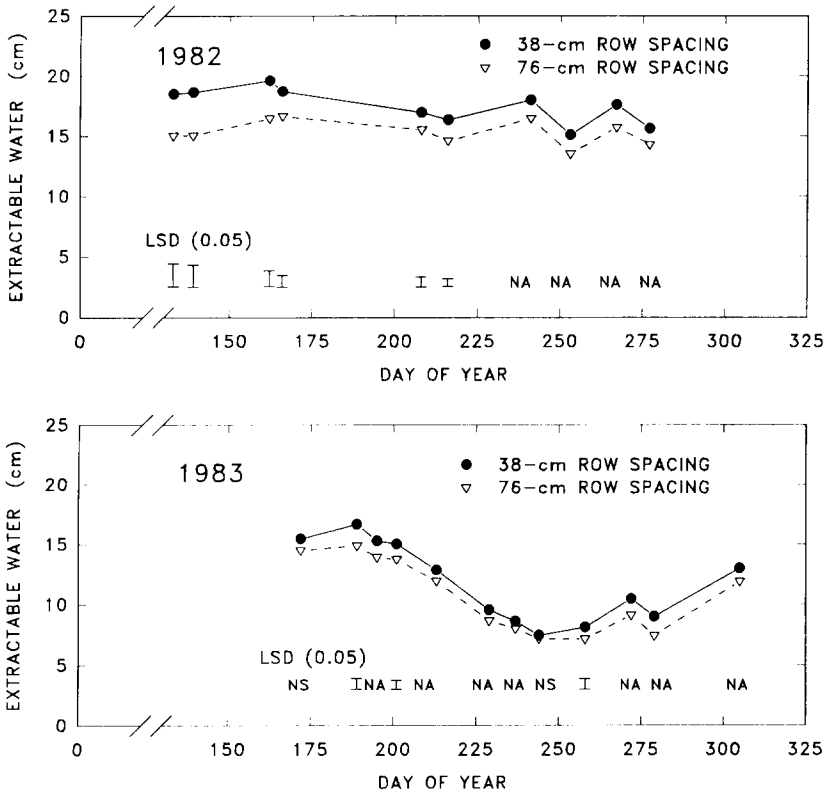 25
20
15
10
5
0
EXTRACTABLE WATER (cm)
1982
38-cm ROW SPACING
76-cm ROW SPACING
LSD (0.05)
NA NA NA NA
0 150 175 200 225 250 275 300 325
DAY OF YEAR
25
20
15
10
5
0
EXTRACTABLE WATER (cm)
1983
38-cm ROW SPACING
76-cm ROW SPACING
LSD (0.05)
NS NA NA NA NA NS NA NA NA
0 150 175 200 225 250 275 300 325
DAY OF YEAR